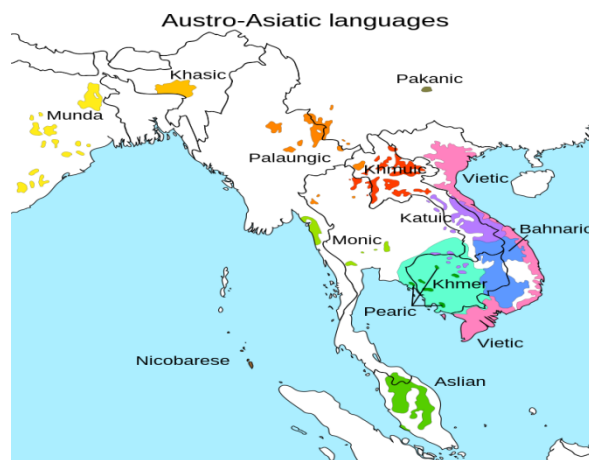 Austro-Asiatic languages
Khasic
Pakanic
Munda
Palaungic
Khmuic
Vietic
Katuic
Bahnaric
Monic
Khmer
Pearic
Vietic
Nicobarese
Aslian